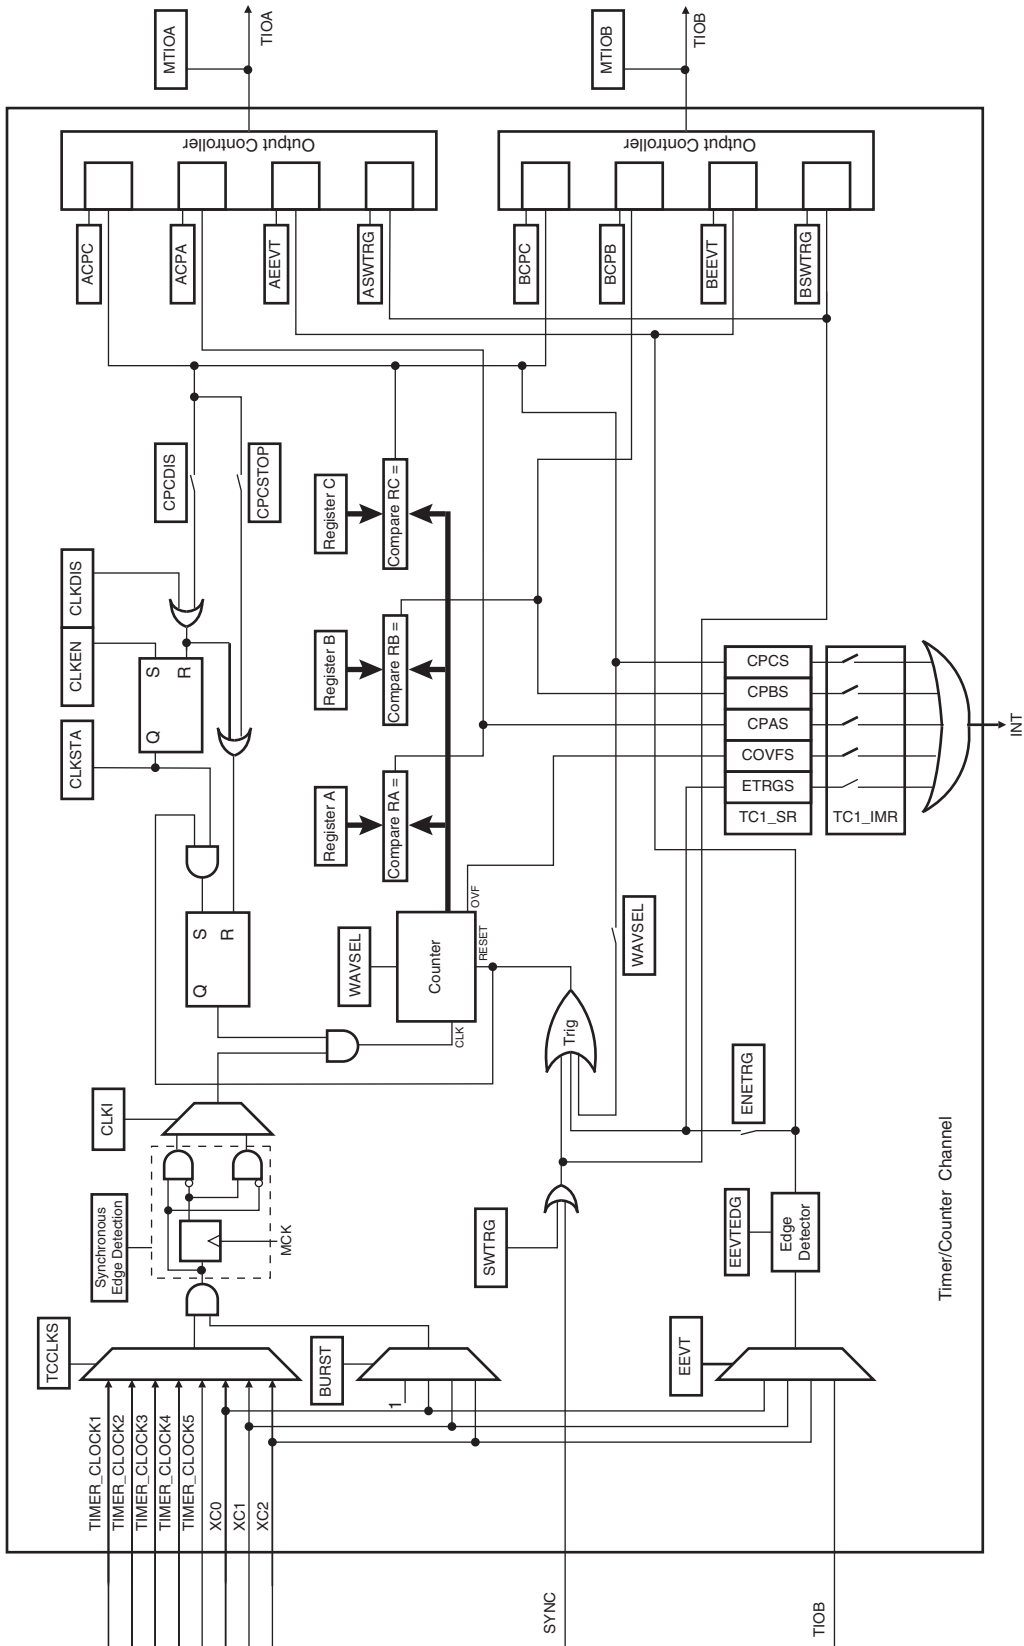 TCCLKS
TIMER_CLOCK1
TIMER_CLOCK2
TIMER_CLOCK3
TIMER_CLOCK4
TIMER_CLOCK5
XC0
XC1
XC2
Synchronous
Edge Detection
CLKI
MCK
BURST
1
CLKSTA
CLKEN
CLKDIS
Q
S
R
Q
S
R
CPCDIS
CPCSTOP
ACPC
ACPA
AEEVT
ASWTRG
Output Controller
MTIOA
TIOA
Register A
Register B
Register C
Compare RA =
Compare RB =
Compare RC =
WAVSEL
Counter
CLK
RESET
OVF
SYNC
SWTRG
Trig
WAVSEL
BCPC
BCPB
BEEVT
BSWTRG
Output Controller
MTIOB
TIOB
TIOB
EEVT
EEVTEDG
Edge
Detector
ENETRG
CPCS
CPBS
CPAS
COVFS
ETRGS
TC1_SR
TC1_IMR
INT
Timer/Counter Channel